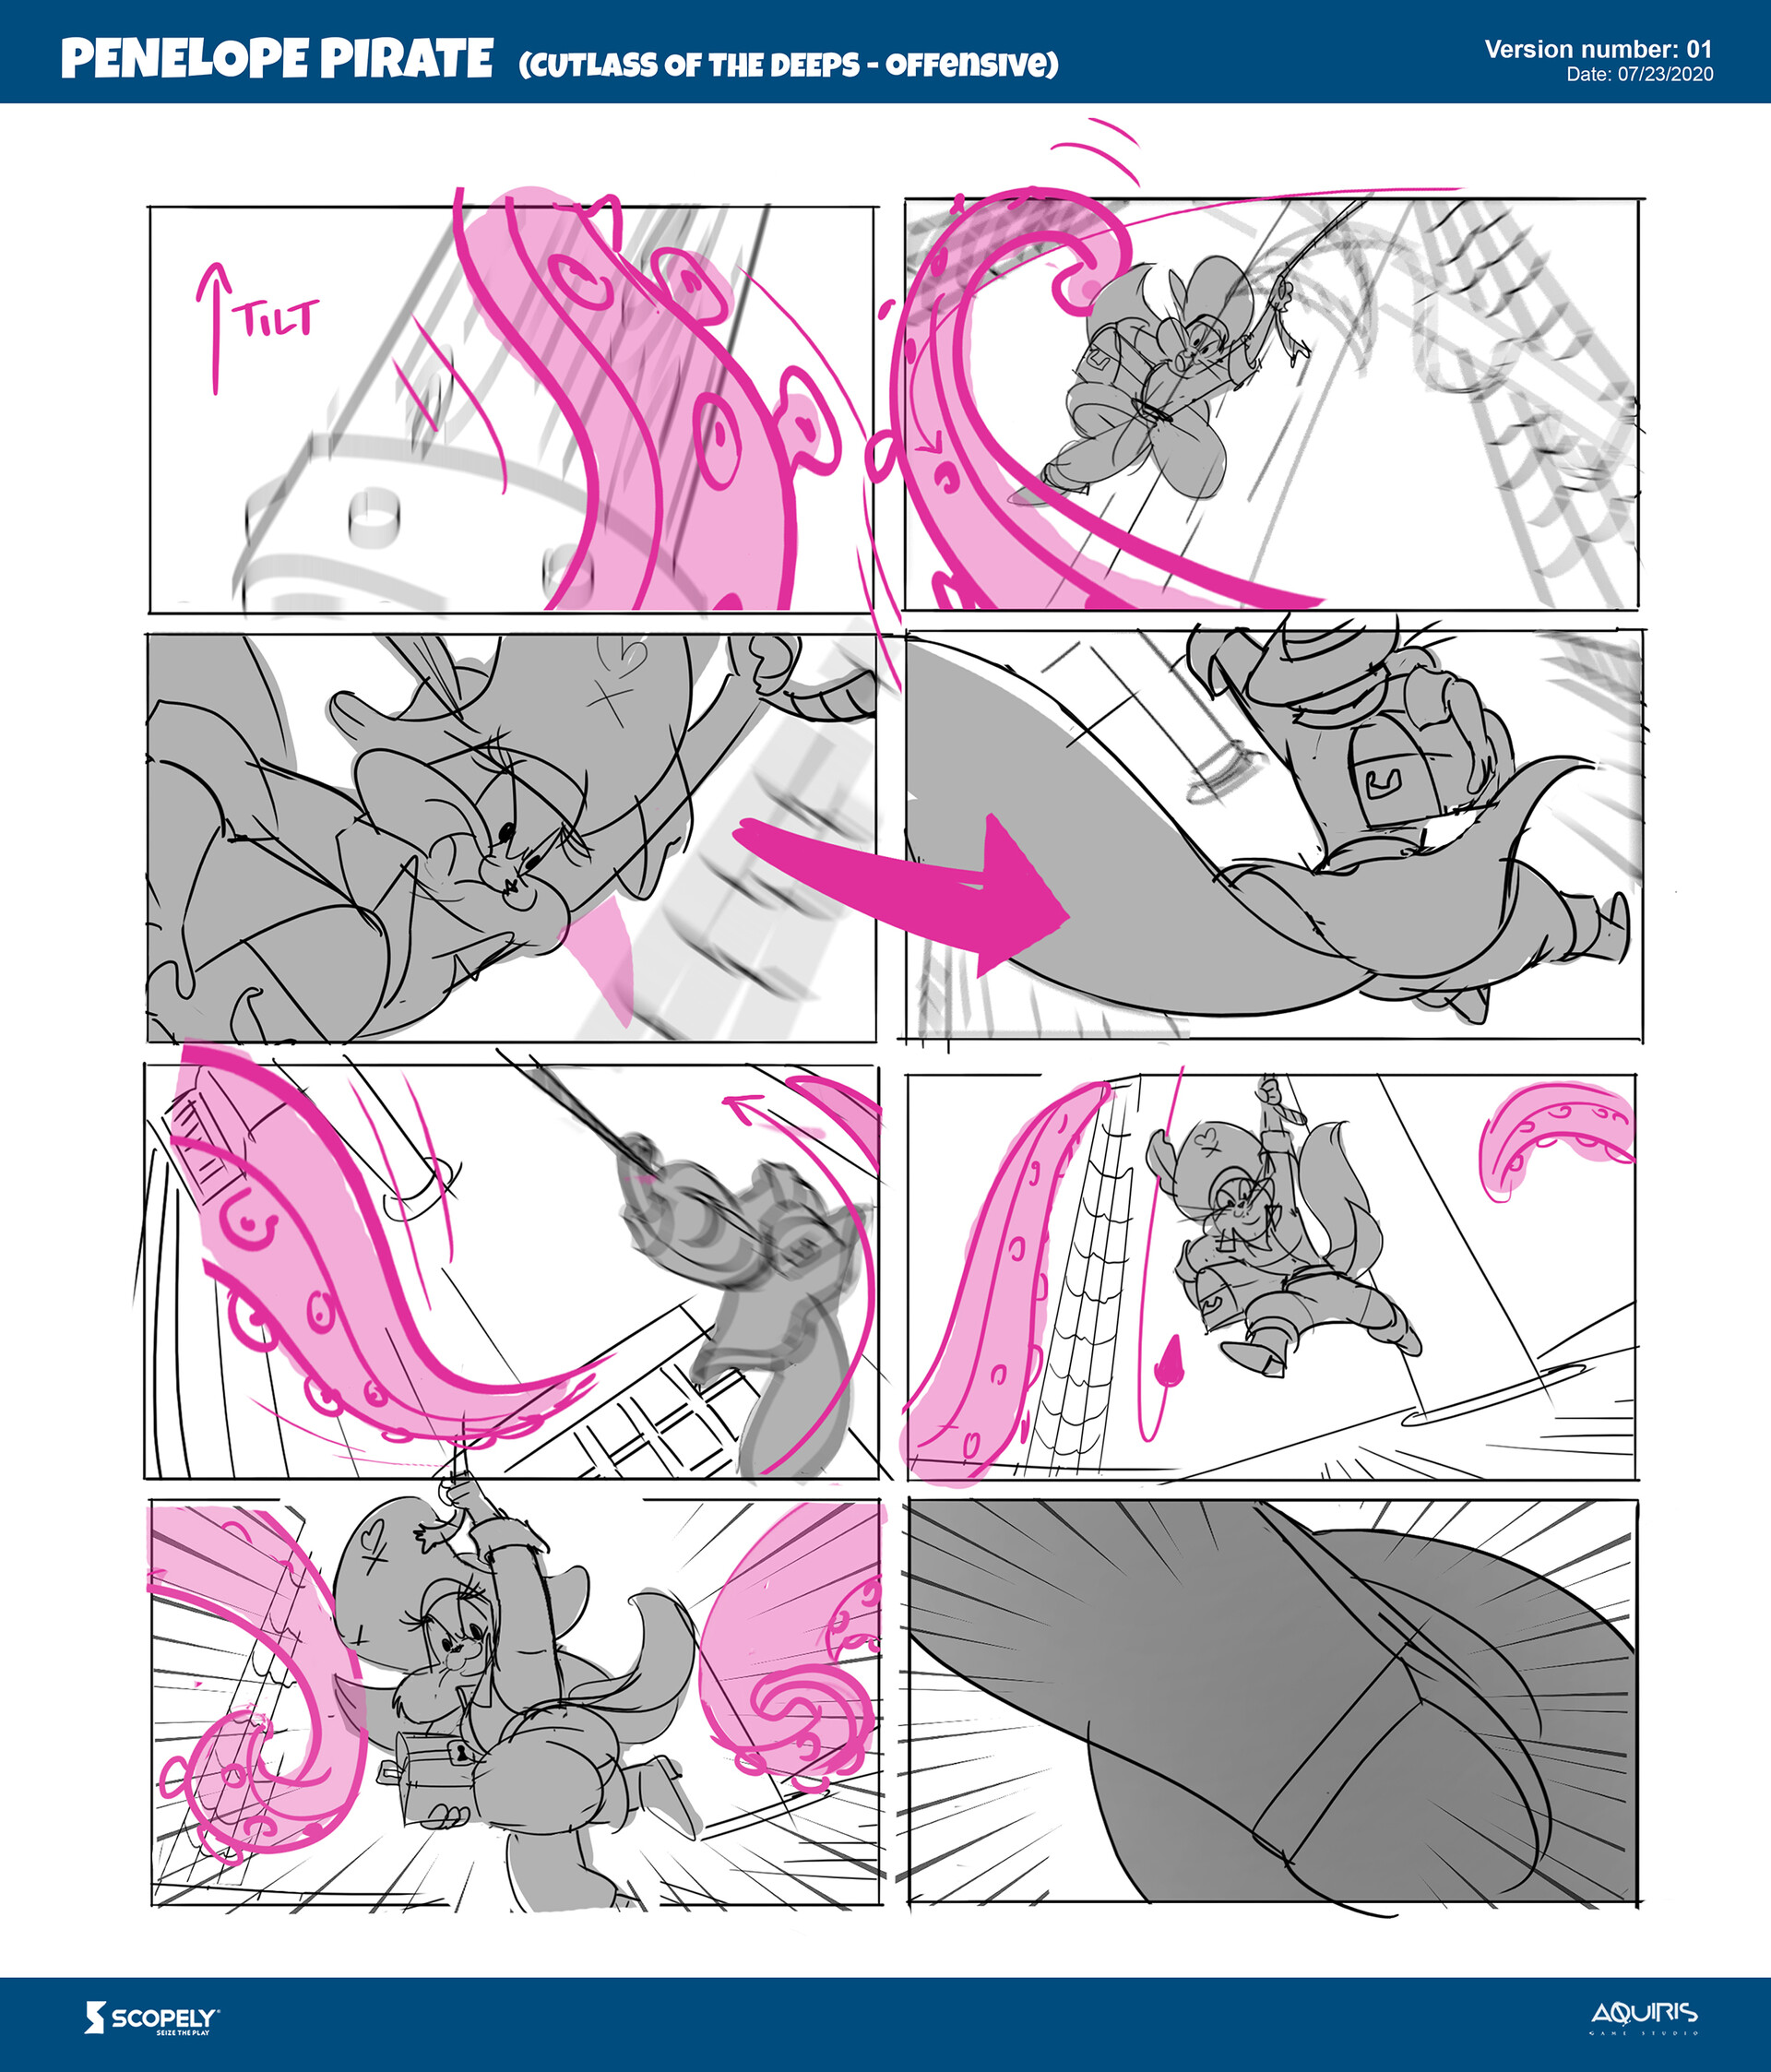 PENELOPE PIRATE (CUTLASS OF THE DEEPS - OFFENSIVE)
Version number: 01
Date: 07/23/2020
TILT
SCOPELY
SEIZE THE PLAY
AQUIRIS
GAME STUDIO